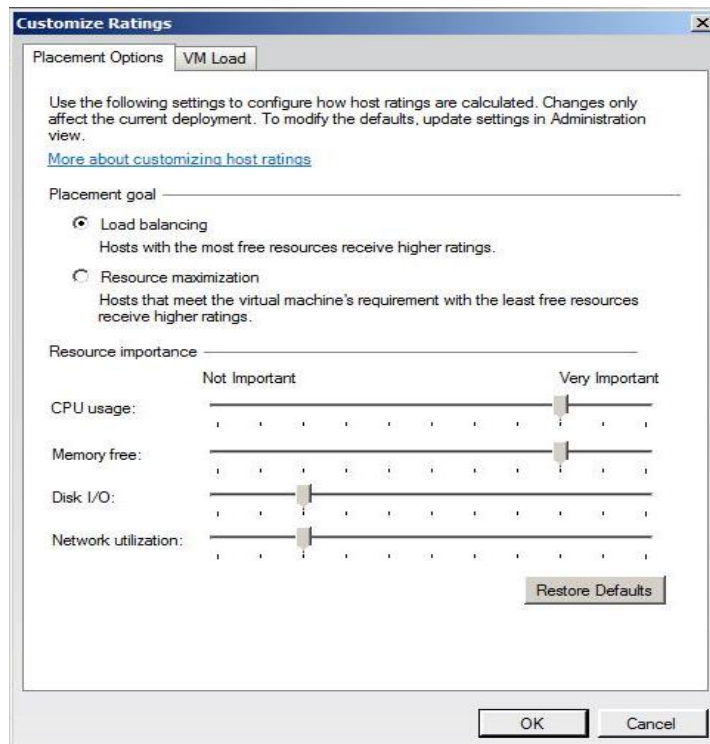 Customize Ratings
Placement Options
VM Load
Use the following settings to configure how host ratings are calculated. Changes only
affect the current deployment. To modify the defaults, update settings in Administration
view.
More about customizing host ratings
Placement goal
Load balancing
Hosts with the most free resources receive higher ratings.
Resource maximization
Hosts that meet the virtual machine's requirement with the least free resources
receive higher ratings.
Resource importance
Not Important
Very Important
CPU usage:
Memory free:
Disk I/O:
Network utilization:
Restore Defaults
OK
Cancel